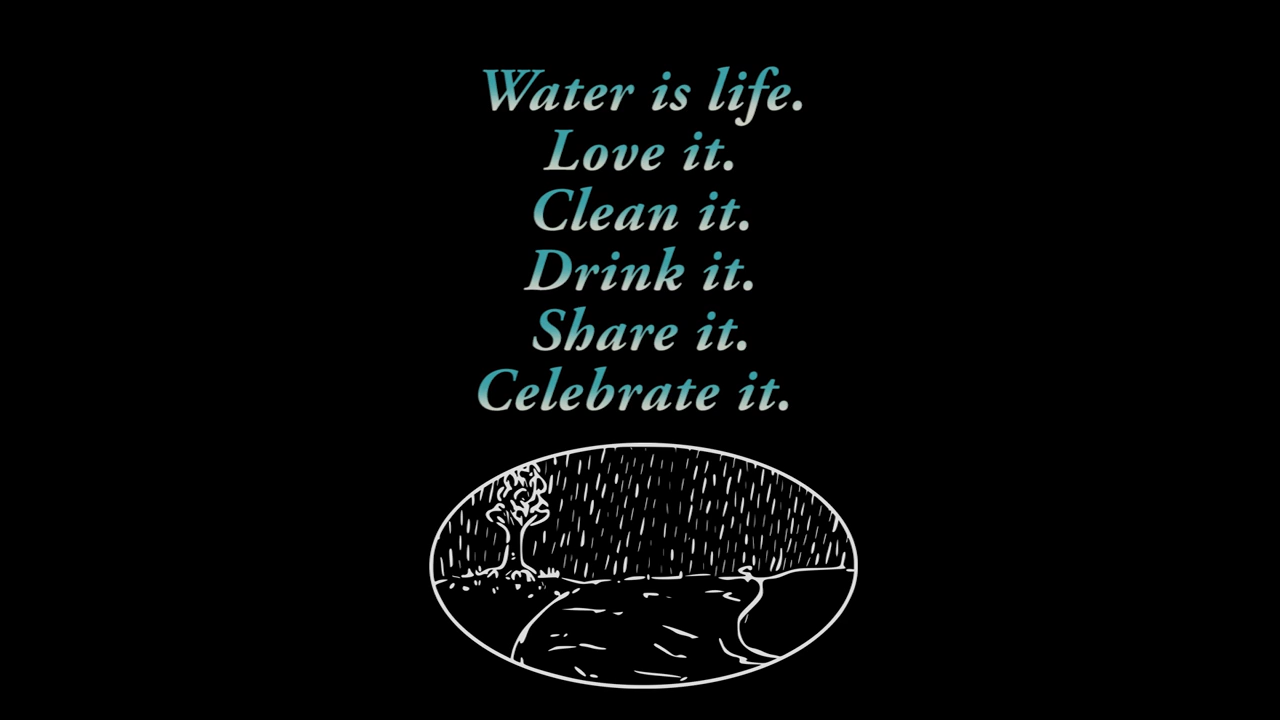 Water is life.
Love it.
Clean it.
Drink it.
Share it.
Celebrate it.